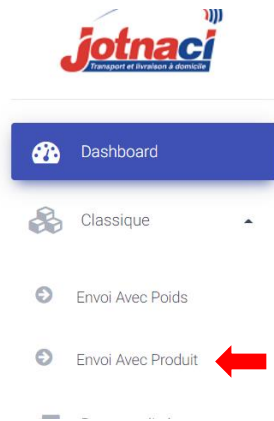 jotnaci
Transport et livraison à domicile
Dashboard
Classique
Envoi Avec Poids
Envoi Avec Produit